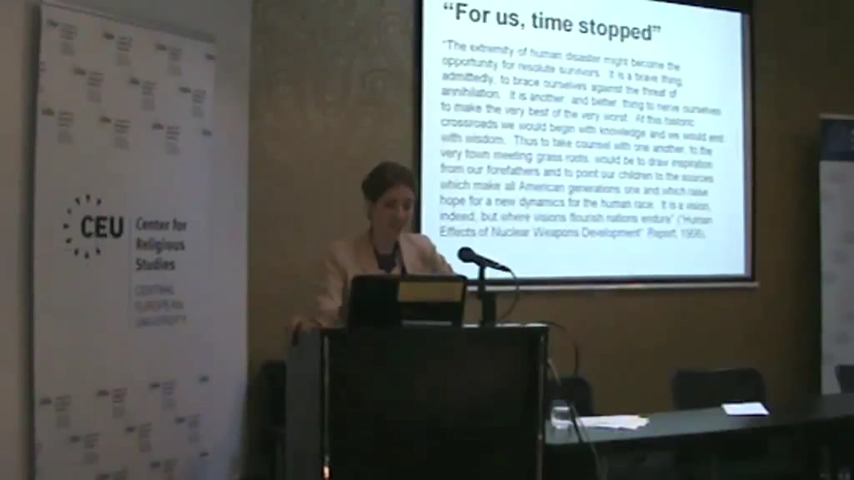 "For us, time stopped"
"The extremity of human disaster might become the
opportunity for resolute survivors. It is a brave thing,
admittedly, to brace ourselves against the threat of
annihilation. It is another, and better, thing to nerve ourselves
to make the very best of the very worst. At this historic
crossroads we would begin with knowledge and we would end
with wisdom. Thus to take counsel with one another, to the
very town meeting grass roots, would be to draw inspiration
from our forefathers and to point our children to the sources
which make all American generations one and which raise
hope for a new dynamics for the human race. It is a vision,
indeed, but where visions flourish nations endure" ("Human
Effects of Nuclear Weapons Development" Report, 1956).
CEU
Center for
Religious
Studies
CENTRAL
EUROPEAN
UNIVERSITY